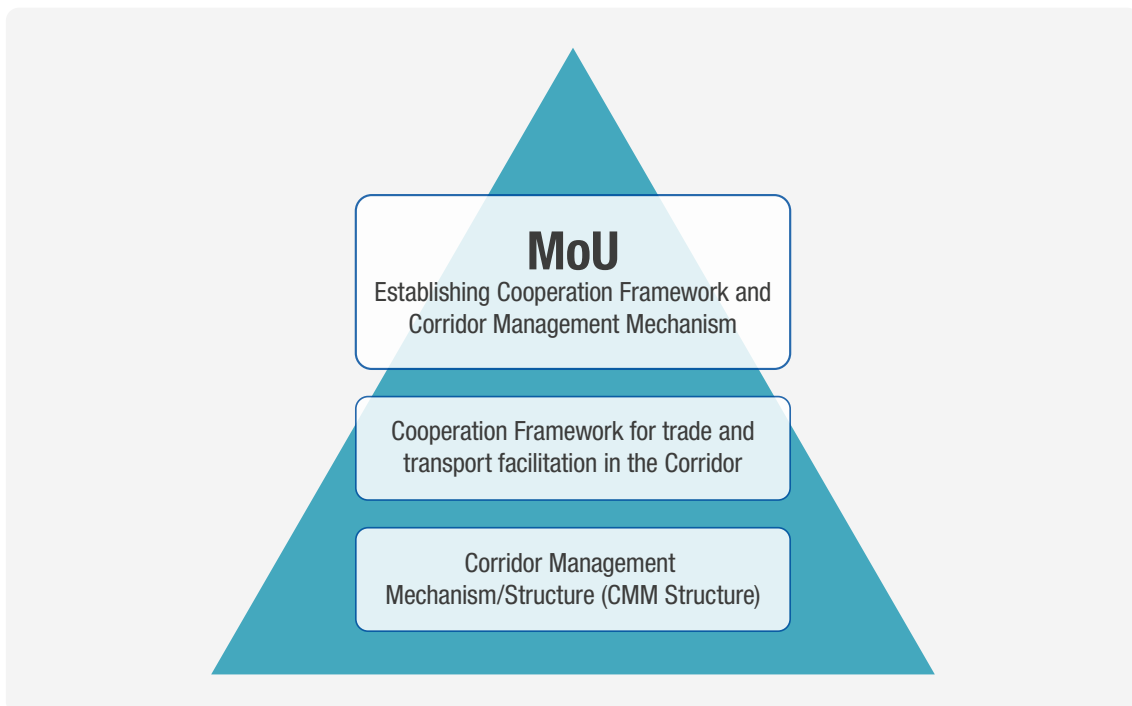 MoU
Establishing Cooperation Framework and
Corridor Management Mechanism
Cooperation Framework for trade and
transport facilitation in the Corridor
Corridor Management
Mechanism/Structure (CMM Structure)